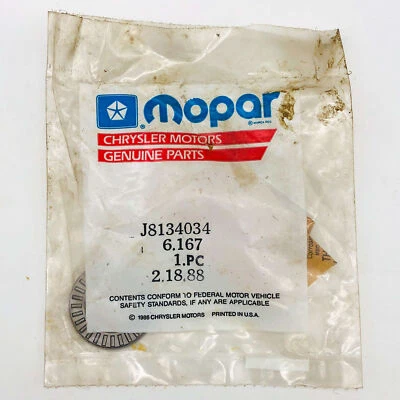 mopar
CHRYSLER MOTORS
GENUINE PARTS
J8134034
6.167
1.PC
2.18.88
CONTENTS CONFORM TO FEDERAL MOTOR VEHICLE
SAFETY STANDARDS, IF ANY ARE APPLICABLE
© 1986 CHRYSLER MOTORS PRINTED IN U.S.A.